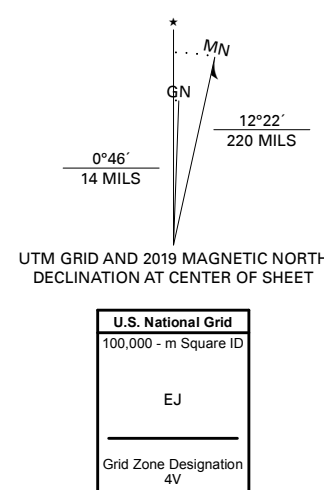 ★
MN
GN
12°22´
220 MILS
0°46´
14 MILS
UTM GRID AND 2019 MAGNETIC NORTH
DECLINATION AT CENTER OF SHEET
U.S. National Grid
100,000 - m Square ID
EJ
Grid Zone Designation
4V